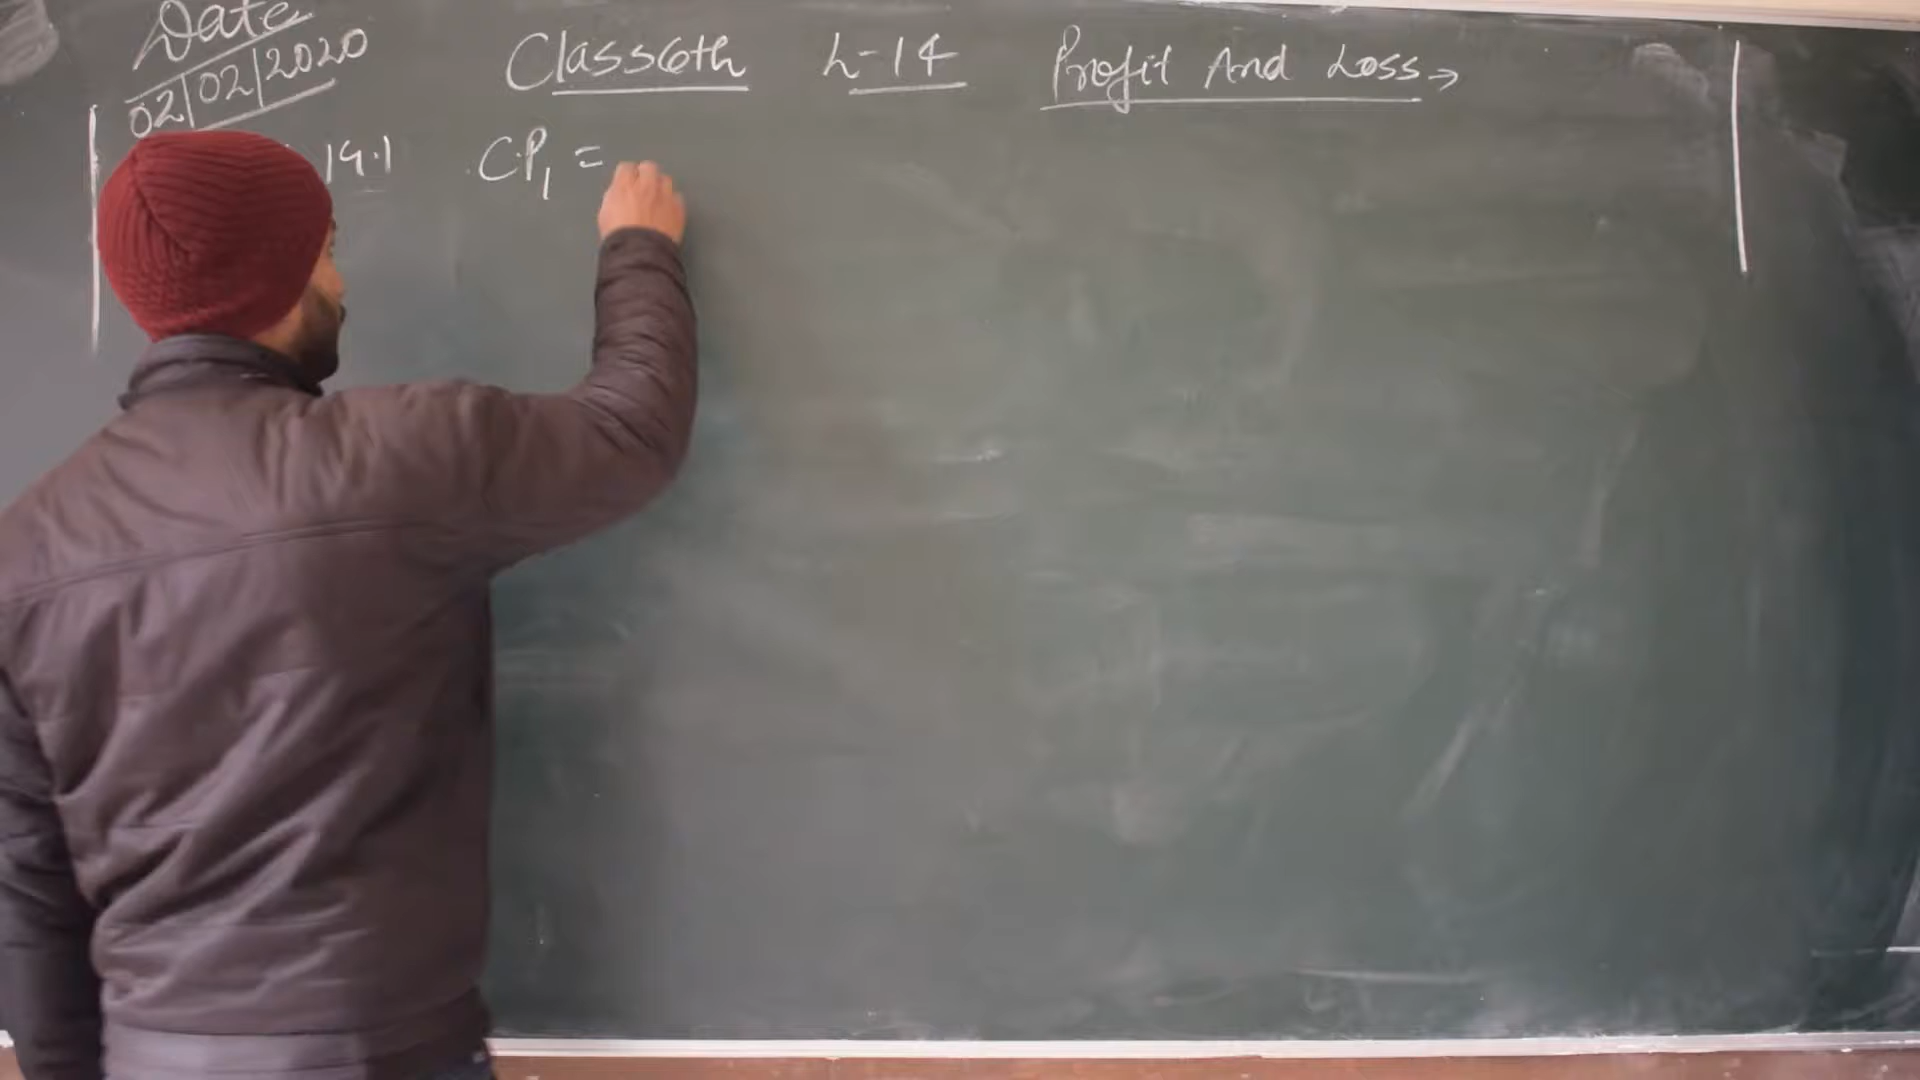 Date
02/02/2020
Class 6th L-14 Profit And Loss →
14.1 C.P₁ =